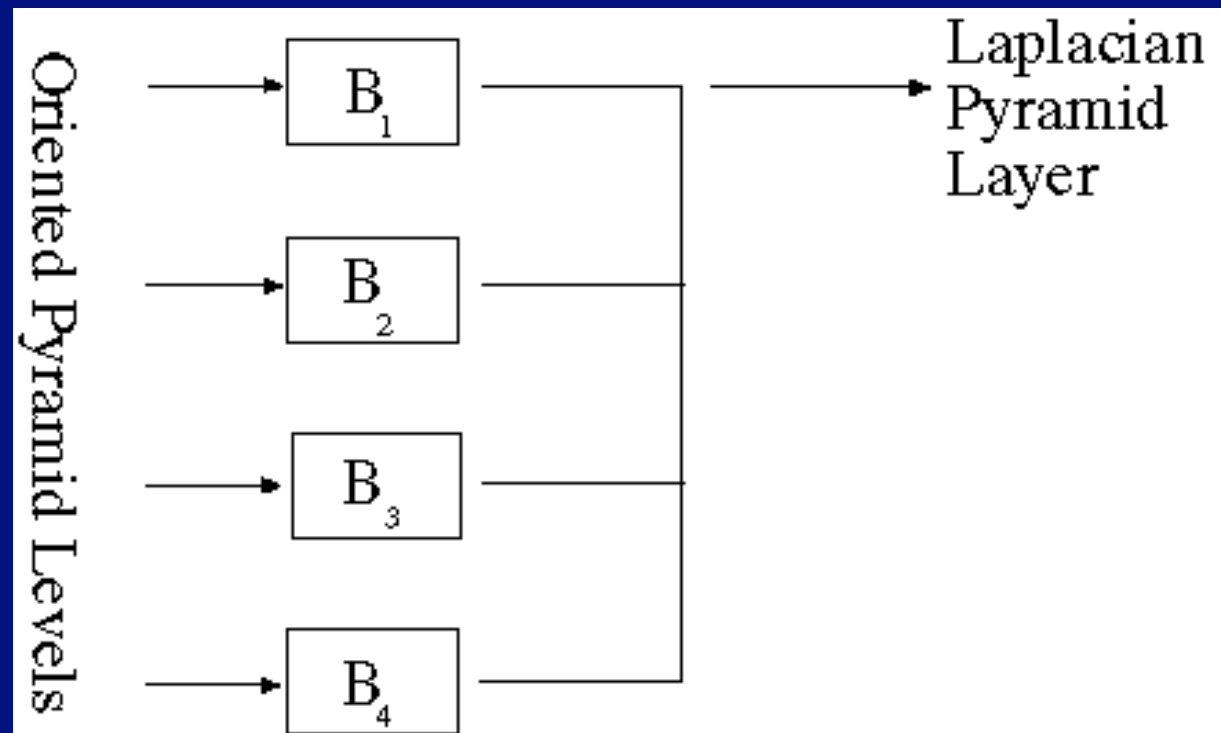 Oriented Pyramid Levels
B₁
B₂
B₃
B₄
Laplacian
Pyramid
Layer